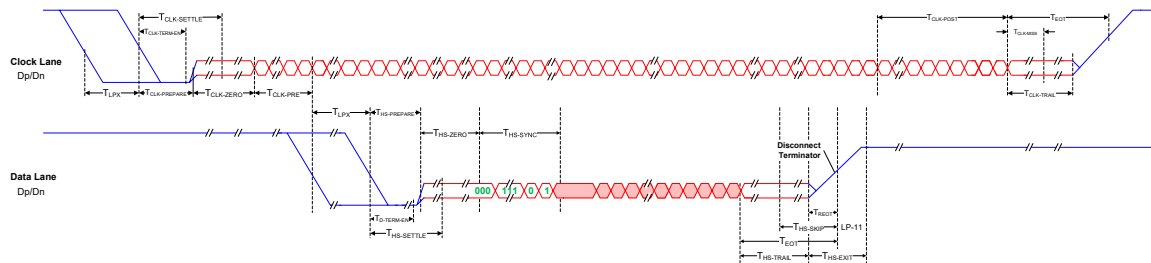 TCLK-SETTLE
TCLK-TERM-EN
TCLK-POST
TEOT
TCLK-MISS
Clock Lane
Dp/Dn
TLPX
TCLK-PREPARE
TCLK-ZERO
TCLK-PRE
TCLK-TRAIL
TLPX
THS-PREPARE
THS-ZERO
THS-SYNC
Disconnect
Terminator
Data Lane
Dp/Dn
000 111 0 1
TD-TERM-EN
THS-SETTLE
TREOT
THS-SKIP
LP-11
TEOT
THS-TRAIL
THS-EXIT